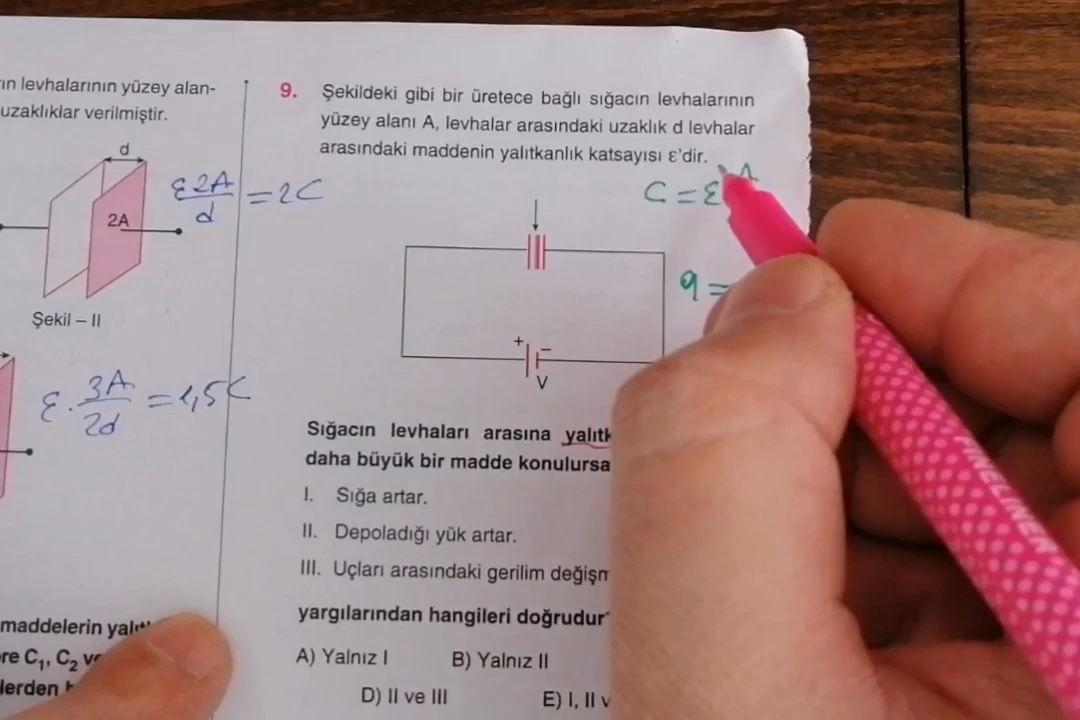 ın levhalarının yüzey alan-
uzaklıklar verilmiştir.
d
2A
ε2A/d = 2C
Şekil – II
ε. 3A/2d = 1,5C
maddelerin
re C₁, C₂
lerden
9. Şekildeki gibi bir üretece bağlı sığacın levhalarının
yüzey alanı A, levhalar arasındaki uzaklık d levhalar
arasındaki maddenin yalıtkanlık katsayısı ε'dir.
C = ε A
q =
+ –
V
Sığacın levhaları arasına yalıtk
daha büyük bir madde konulursa
I. Sığa artar.
II. Depoladığı yük artar.
III. Uçları arasındaki gerilim değişm
yargılarından hangileri doğrudur
A) Yalnız I B) Yalnız II
D) II ve III E) I, II v
FINELINER